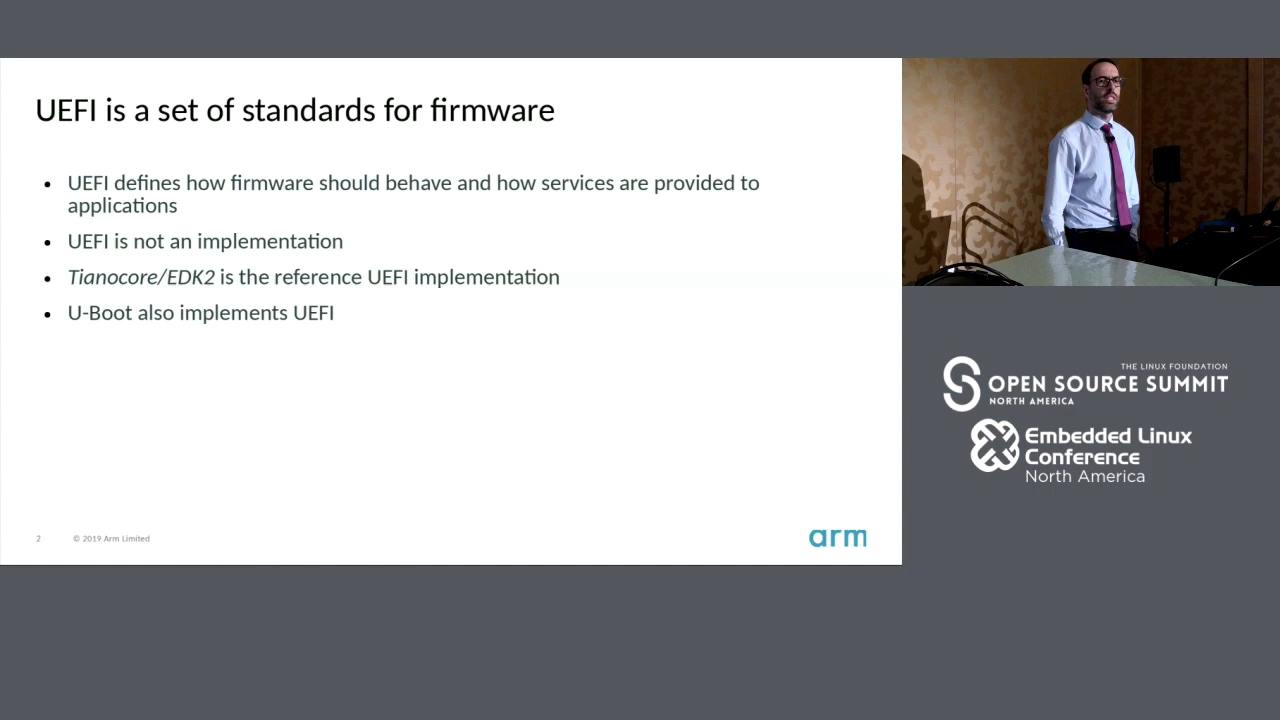 UEFI is a set of standards for firmware
• UEFI defines how firmware should behave and how services are provided to
applications
• UEFI is not an implementation
• Tianocore/EDK2 is the reference UEFI implementation
• U-Boot also implements UEFI
2 © 2019 Arm Limited
arm
THE LINUX FOUNDATION
OPEN SOURCE SUMMIT
NORTH AMERICA
Embedded Linux
Conference
North America